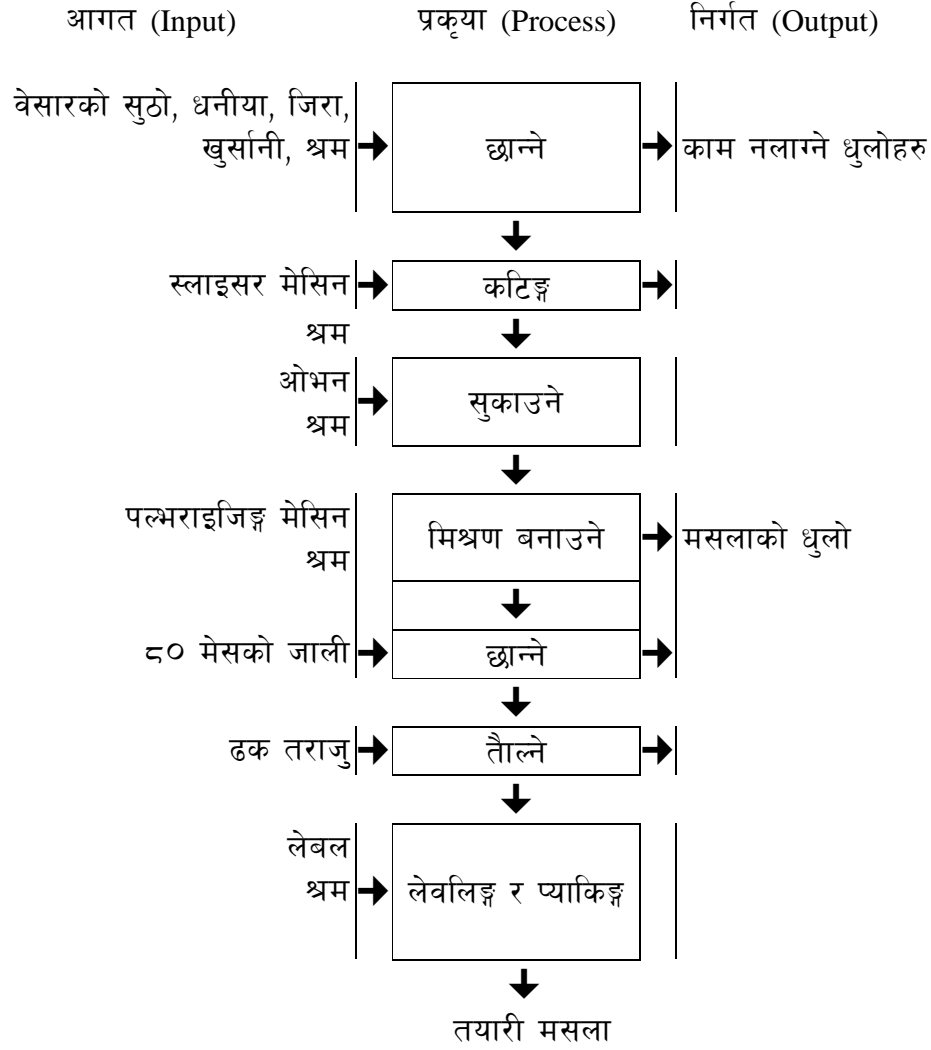 आगत (Input) प्रकृया (Process) निर्गत (Output)
वेसारको सुठो, धनीया, जिरा,
खुर्सानी, श्रम छान्ने काम नलाग्ने धुलोहरु
स्लाइसर मेसिन कटिङ्ग
श्रम
ओभन
श्रम सुकाउने
पल्भराइजिङ्ग मेसिन
श्रम मिश्रण बनाउने मसलाको धुलो
८० मेसको जाली छान्ने
ढक तराजु तौल्ने
लेबल
श्रम लेवलिङ्ग र प्याकिङ्ग
तयारी मसला